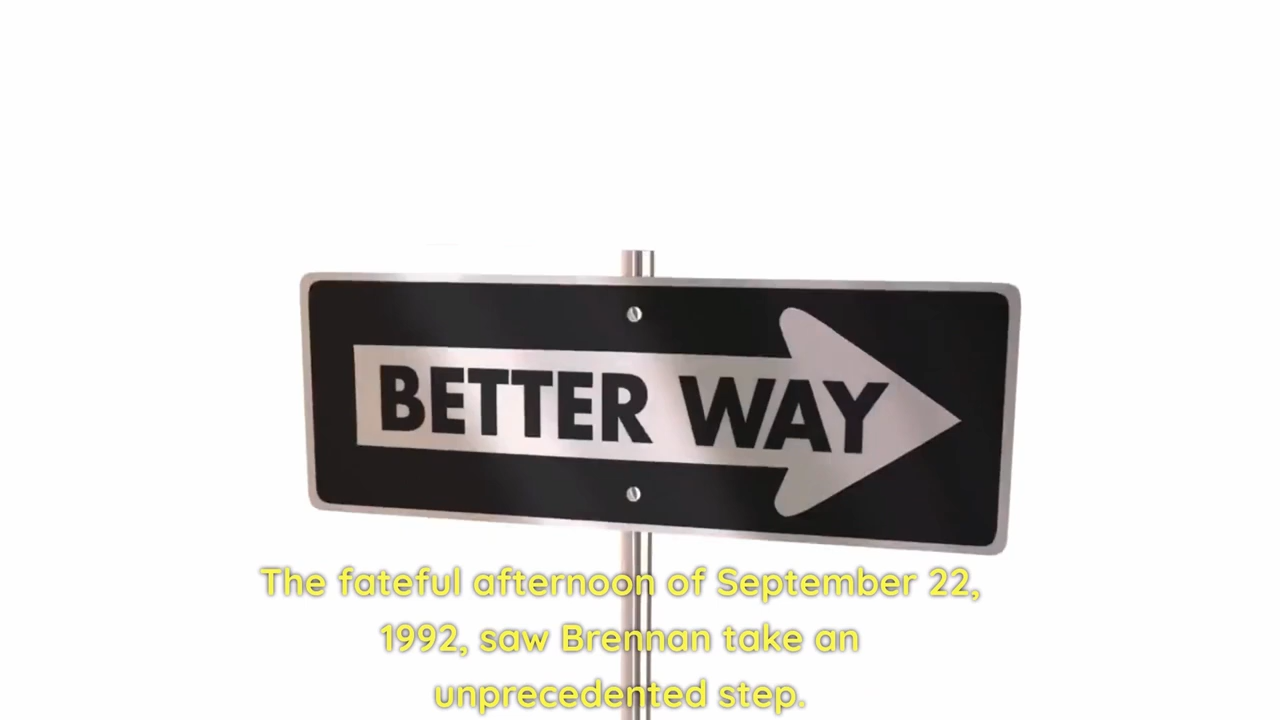 BETTER WAY
The fateful afternoon of September 22,
1992, saw Brennan take an
unprecedented step.